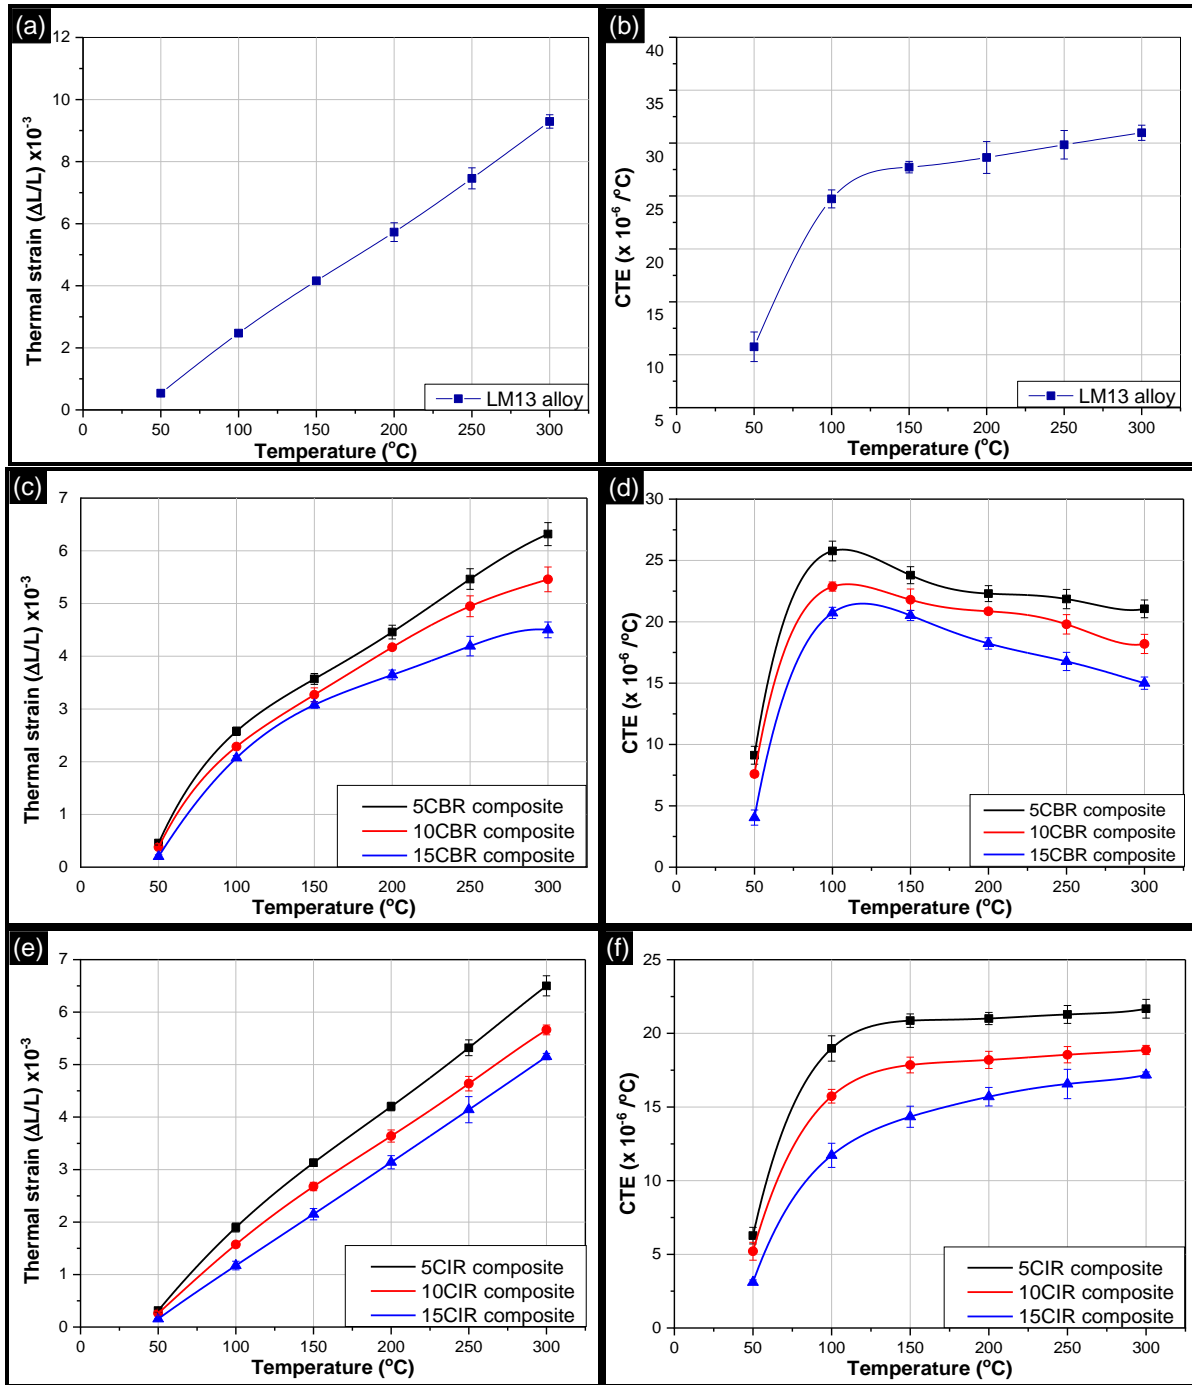 (a)
12
10
8
6
4
2
0
Thermal strain (ΔL/L) x10⁻³
0 50 100 150 200 250 300
Temperature (°C)
LM13 alloy
(b)
40
35
30
25
20
15
10
5
CTE (x 10⁻⁶ /°C)
0 50 100 150 200 250 300
Temperature (°C)
LM13 alloy
(c)
7
6
5
4
3
2
1
0
Thermal strain (ΔL/L) x10⁻³
0 50 100 150 200 250 300
Temperature (°C)
5CBR composite
10CBR composite
15CBR composite
(d)
30
25
20
15
10
5
0
CTE (x 10⁻⁶ /°C)
0 50 100 150 200 250 300
Temperature (°C)
5CBR composite
10CBR composite
15CBR composite
(e)
7
6
5
4
3
2
1
0
Thermal strain (ΔL/L) x10⁻³
0 50 100 150 200 250 300
Temperature (°C)
5CIR composite
10CIR composite
15CIR composite
(f)
25
20
15
10
5
0
CTE (x 10⁻⁶ /°C)
0 50 100 150 200 250 300
Temperature (°C)
5CIR composite
10CIR composite
15CIR composite